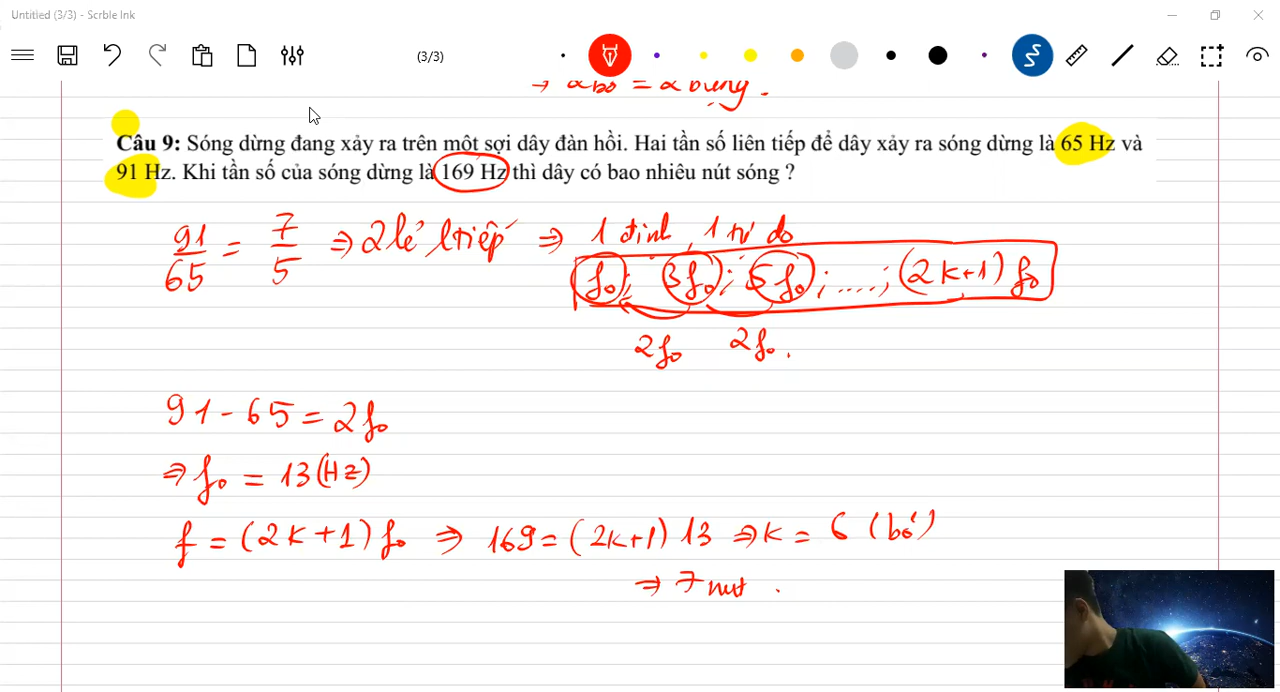 Untitled (3/3) - Scrble Ink
(3/3)
Câu 9: Sóng dừng đang xảy ra trên một sợi dây đàn hồi. Hai tần số liên tiếp để dây xảy ra sóng dừng là 65 Hz và
91 Hz. Khi tần số của sóng dừng là 169 Hz thì dây có bao nhiêu nút sóng ?
91/65 = 7/5 ⇒ 2 lẻ ltiếp ⇒ 1 định, 1 tự do
f₀; 3f₀; 5f₀; ....; (2k+1) f₀
2f₀ 2f₀.
91 - 65 = 2f₀
⇒ f₀ = 13 (Hz)
f = (2k+1) f₀ ⇒ 169 = (2k+1) 13 ⇒ k = 6 (bó)
→ 7 nút .